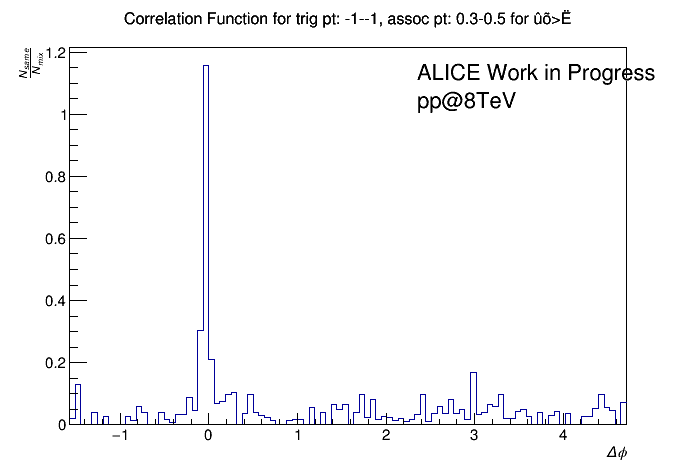 Correlation Function for trig pt: -1--1, assoc pt: 0.3-0.5 for ûõ>Ë
N_same
N_mix
ALICE Work in Progress
pp@8TeV
1.2
1
0.8
0.6
0.4
0.2
0
−1 0 1 2 3 4
Δϕ